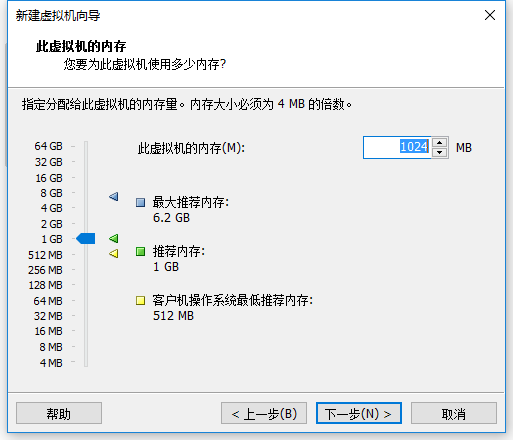 新建虚拟机向导
此虚拟机的内存
您要为此虚拟机使用多少内存?
指定分配给此虚拟机的内存量。内存大小必须为 4 MB 的倍数。
此虚拟机的内存(M): 1024 MB
64 GB
32 GB
16 GB
8 GB
4 GB
2 GB
1 GB
512 MB
256 MB
128 MB
64 MB
32 MB
16 MB
8 MB
4 MB
最大推荐内存:
6.2 GB
推荐内存:
1 GB
客户机操作系统最低推荐内存:
512 MB
帮助 < 上一步(B) 下一步(N) > 取消